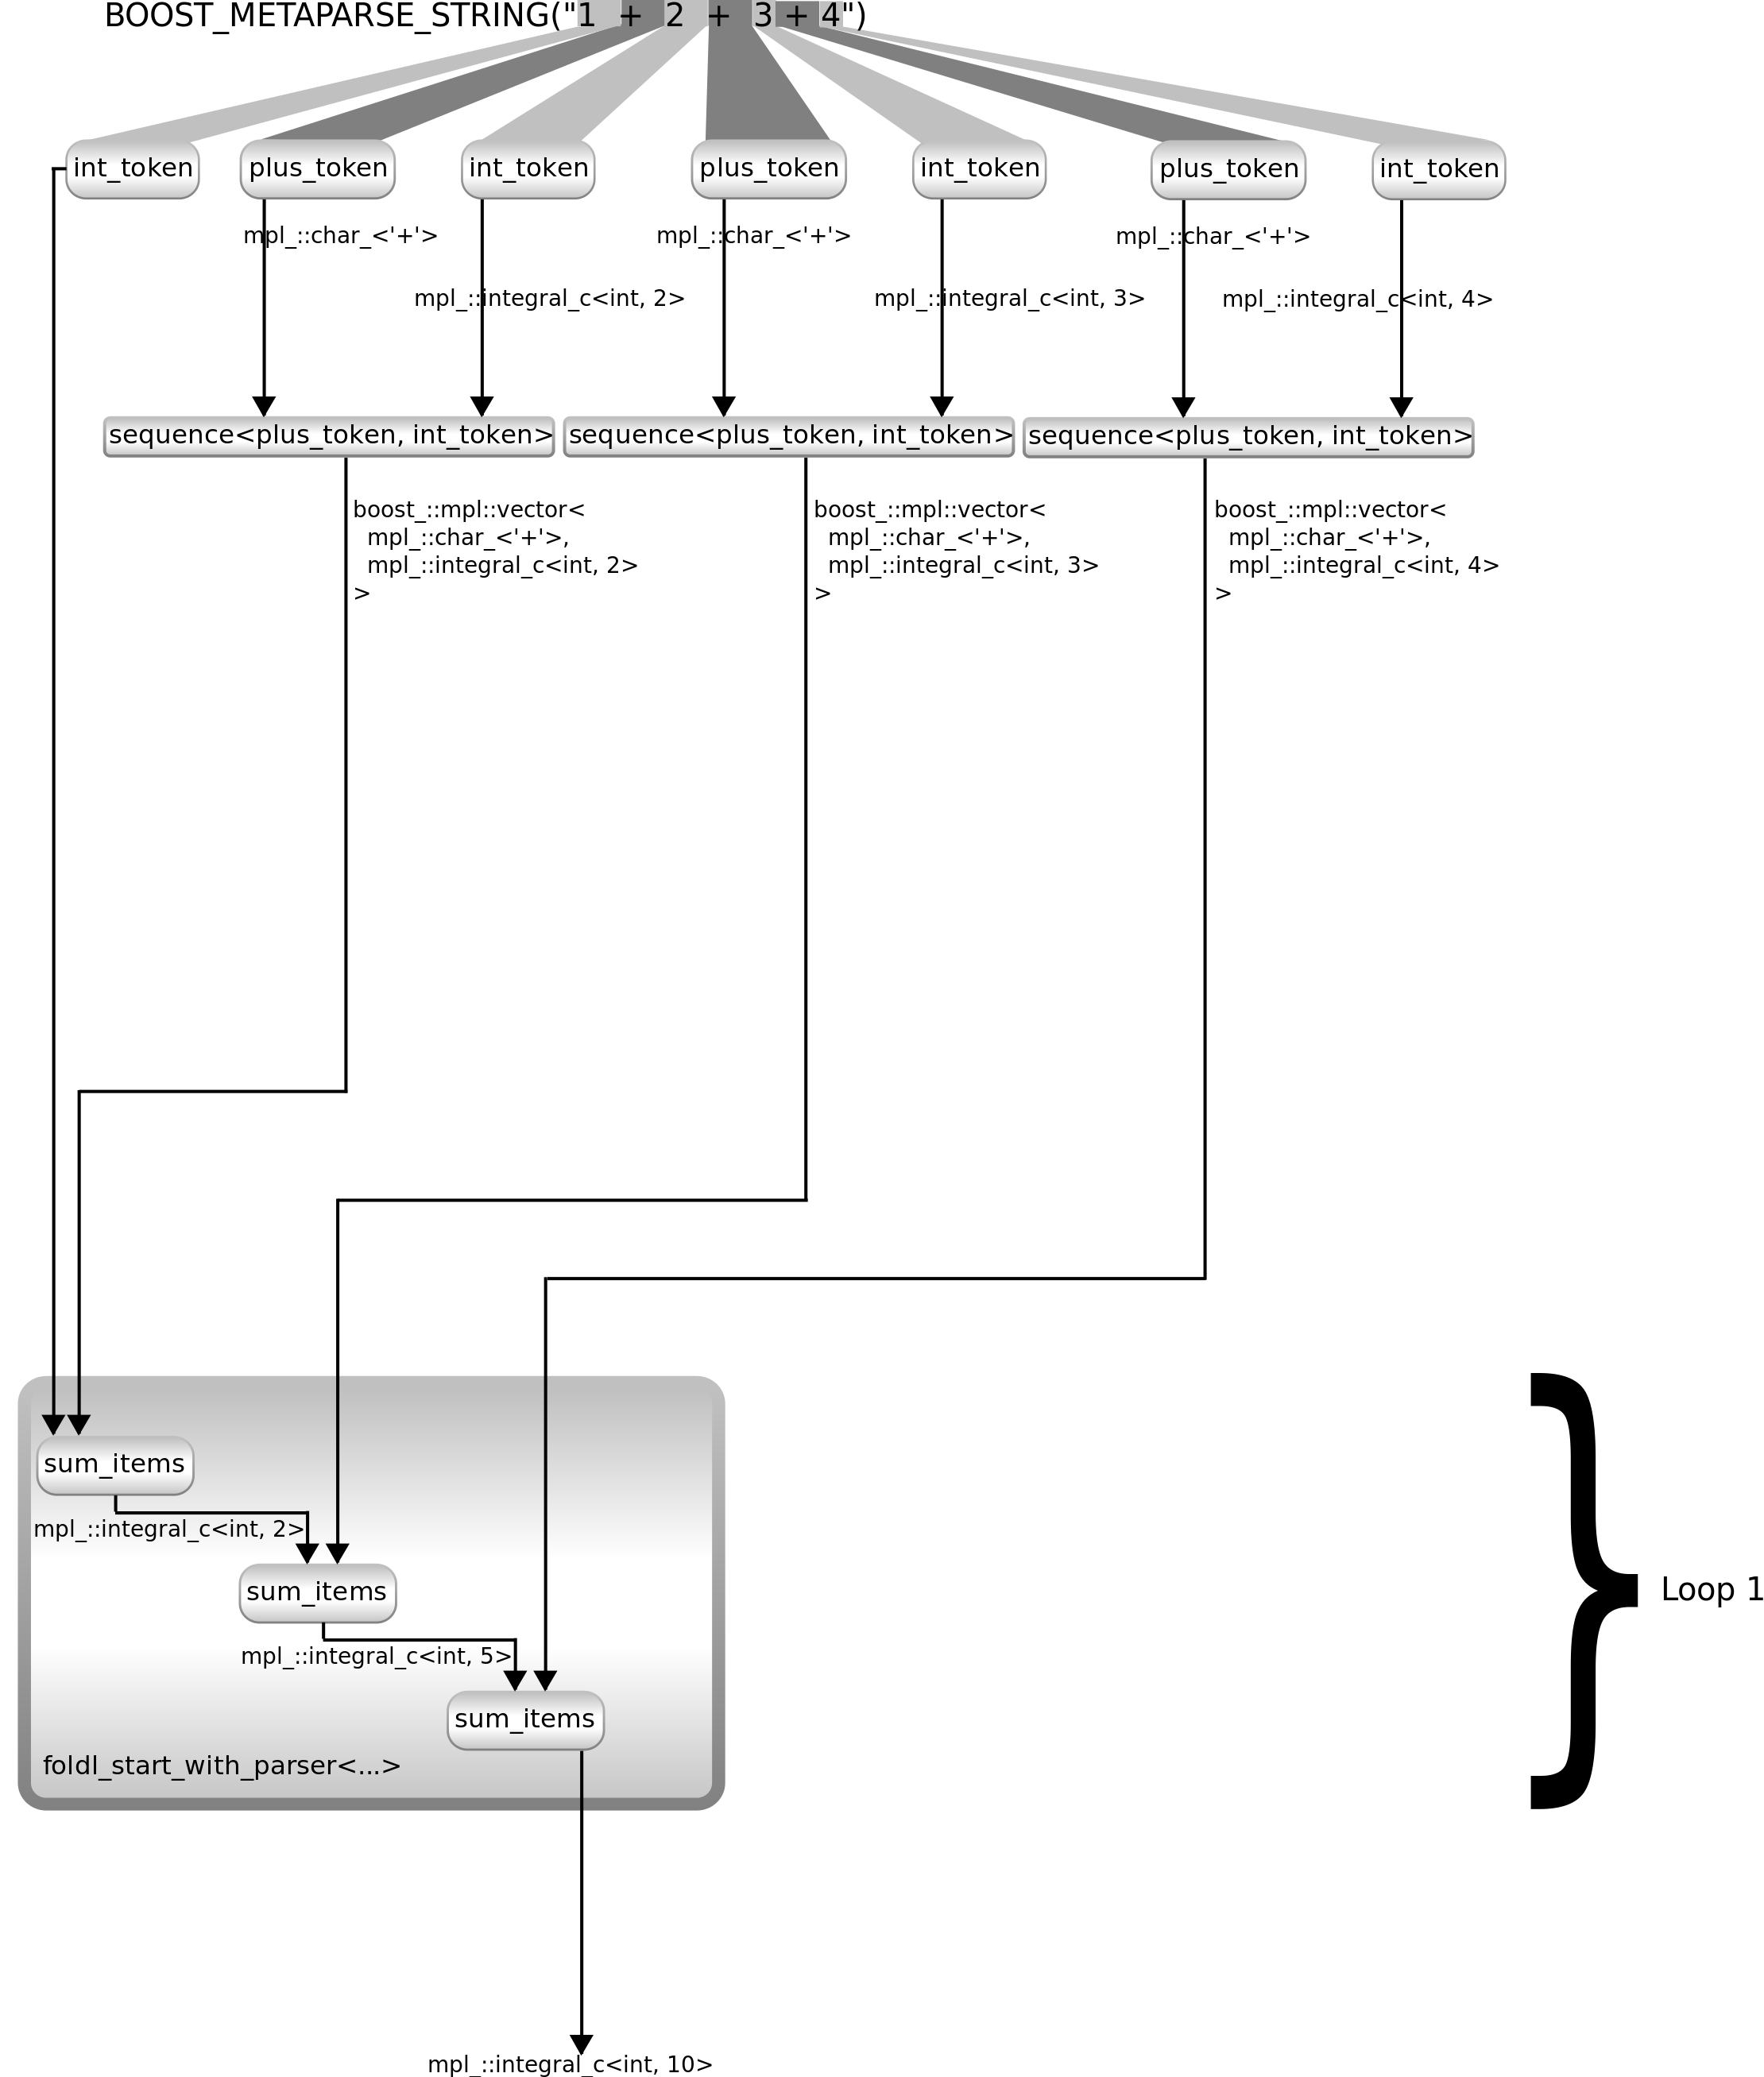 BOOST_METAPARSE_STRING("1 + 2 + 3 + 4")
int_token
plus_token
int_token
plus_token
int_token
plus_token
int_token
mpl_::char_<'+'>
mpl_::char_<'+'>
mpl_::char_<'+'>
mpl_::integral_c<int, 2>
mpl_::integral_c<int, 3>
mpl_::integral_c<int, 4>
sequence<plus_token, int_token>
sequence<plus_token, int_token>
sequence<plus_token, int_token>
boost_::mpl::vector<
mpl_::char_<'+'>,
mpl_::integral_c<int, 2>
>
boost_::mpl::vector<
mpl_::char_<'+'>,
mpl_::integral_c<int, 3>
>
boost_::mpl::vector<
mpl_::char_<'+'>,
mpl_::integral_c<int, 4>
>
sum_items
mpl_::integral_c<int, 2>
sum_items
} Loop 1
mpl_::integral_c<int, 5>
sum_items
foldl_start_with_parser<...>
mpl_::integral_c<int, 10>